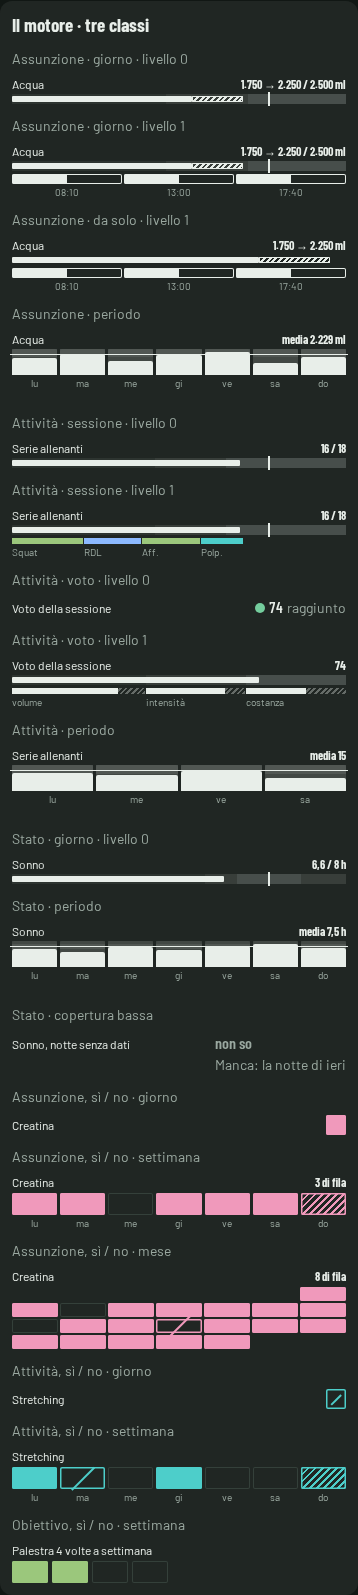 Il motore · tre classi
Assunzione · giorno · livello 0
Acqua 1.750 → 2.250 / 2.500 ml
Assunzione · giorno · livello 1
Acqua 1.750 → 2.250 / 2.500 ml
08:10 13:00 17:40
Assunzione · da solo · livello 1
Acqua 1.750 → 2.250 ml
08:10 13:00 17:40
Assunzione · periodo
Acqua media 2.229 ml
lu ma me gi ve sa do
Attività · sessione · livello 0
Serie allenanti 16 / 18
Attività · sessione · livello 1
Serie allenanti 16 / 18
Squat RDL Aff. Polp.
Attività · voto · livello 0
Voto della sessione 74 raggiunto
Attività · voto · livello 1
Voto della sessione 74
volume intensità costanza
Attività · periodo
Serie allenanti media 15
lu me ve sa
Stato · giorno · livello 0
Sonno 6,6 / 8 h
Stato · periodo
Sonno media 7,5 h
lu ma me gi ve sa do
Stato · copertura bassa
Sonno, notte senza dati non so
Manca: la notte di ieri
Assunzione, sì / no · giorno
Creatina
Assunzione, sì / no · settimana
Creatina 3 di fila
lu ma me gi ve sa do
Assunzione, sì / no · mese
Creatina 8 di fila
Attività, sì / no · giorno
Stretching
Attività, sì / no · settimana
Stretching
lu ma me gi ve sa do
Obiettivo, sì / no · settimana
Palestra 4 volte a settimana